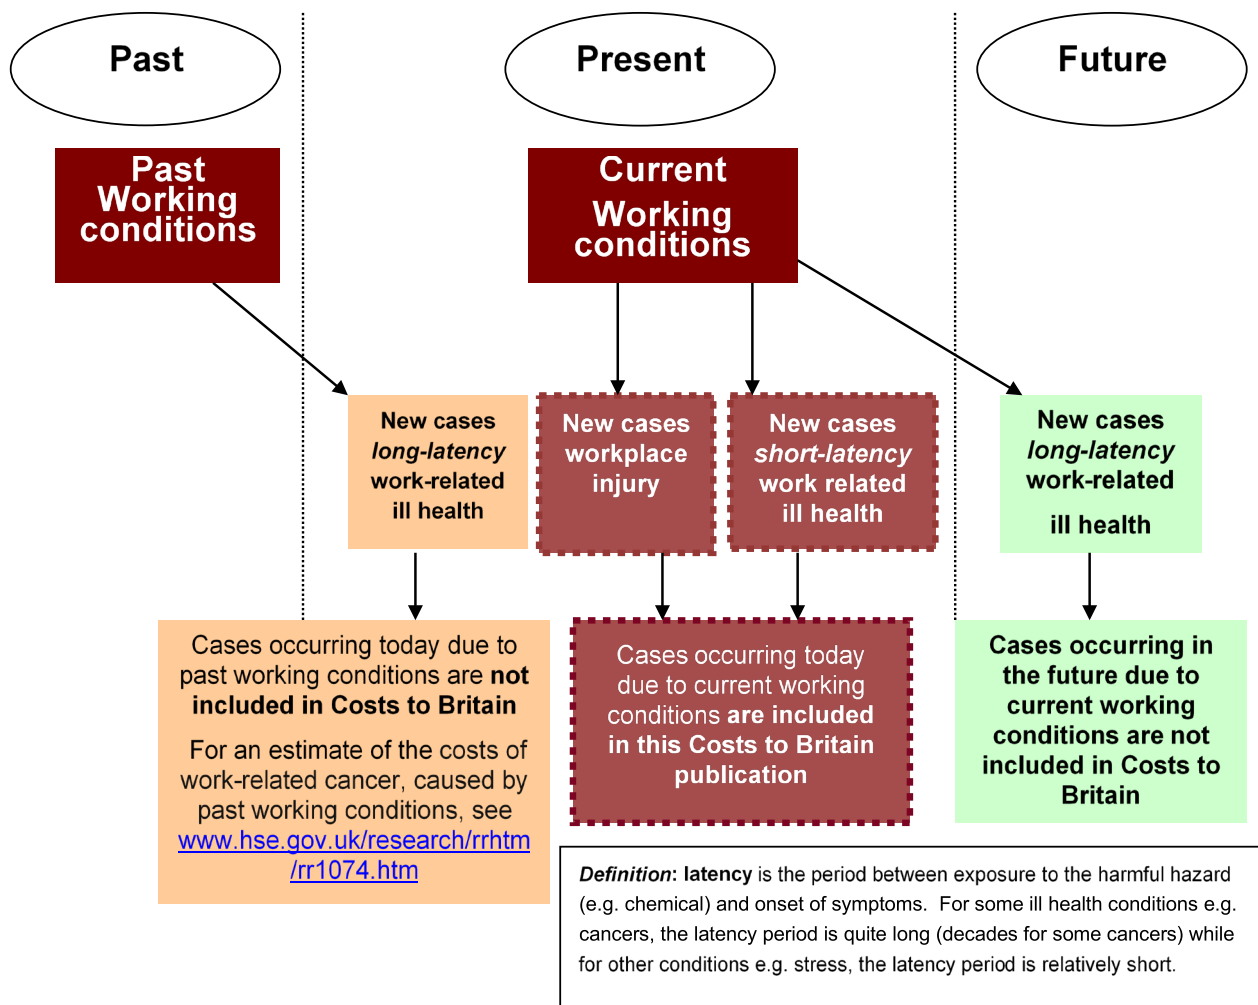 Past
Present
Future
Past
Working
conditions
Current
Working
conditions
New cases
long-latency
work-related
ill health
New cases
workplace
injury
New cases
short-latency
work related
ill health
New cases
long-latency
work-related
ill health
Cases occurring today due to
past working conditions are not
included in Costs to Britain
For an estimate of the costs of
work-related cancer, caused by
past working conditions, see
www.hse.gov.uk/research/rrhtm
/rr1074.htm
Cases occurring today
due to current working
conditions are included
in this Costs to Britain
publication
Cases occurring in
the future due to
current working
conditions are not
included in Costs to
Britain
Definition: latency is the period between exposure to the harmful hazard
(e.g. chemical) and onset of symptoms.  For some ill health conditions e.g.
cancers, the latency period is quite long (decades for some cancers) while
for other conditions e.g. stress, the latency period is relatively short.